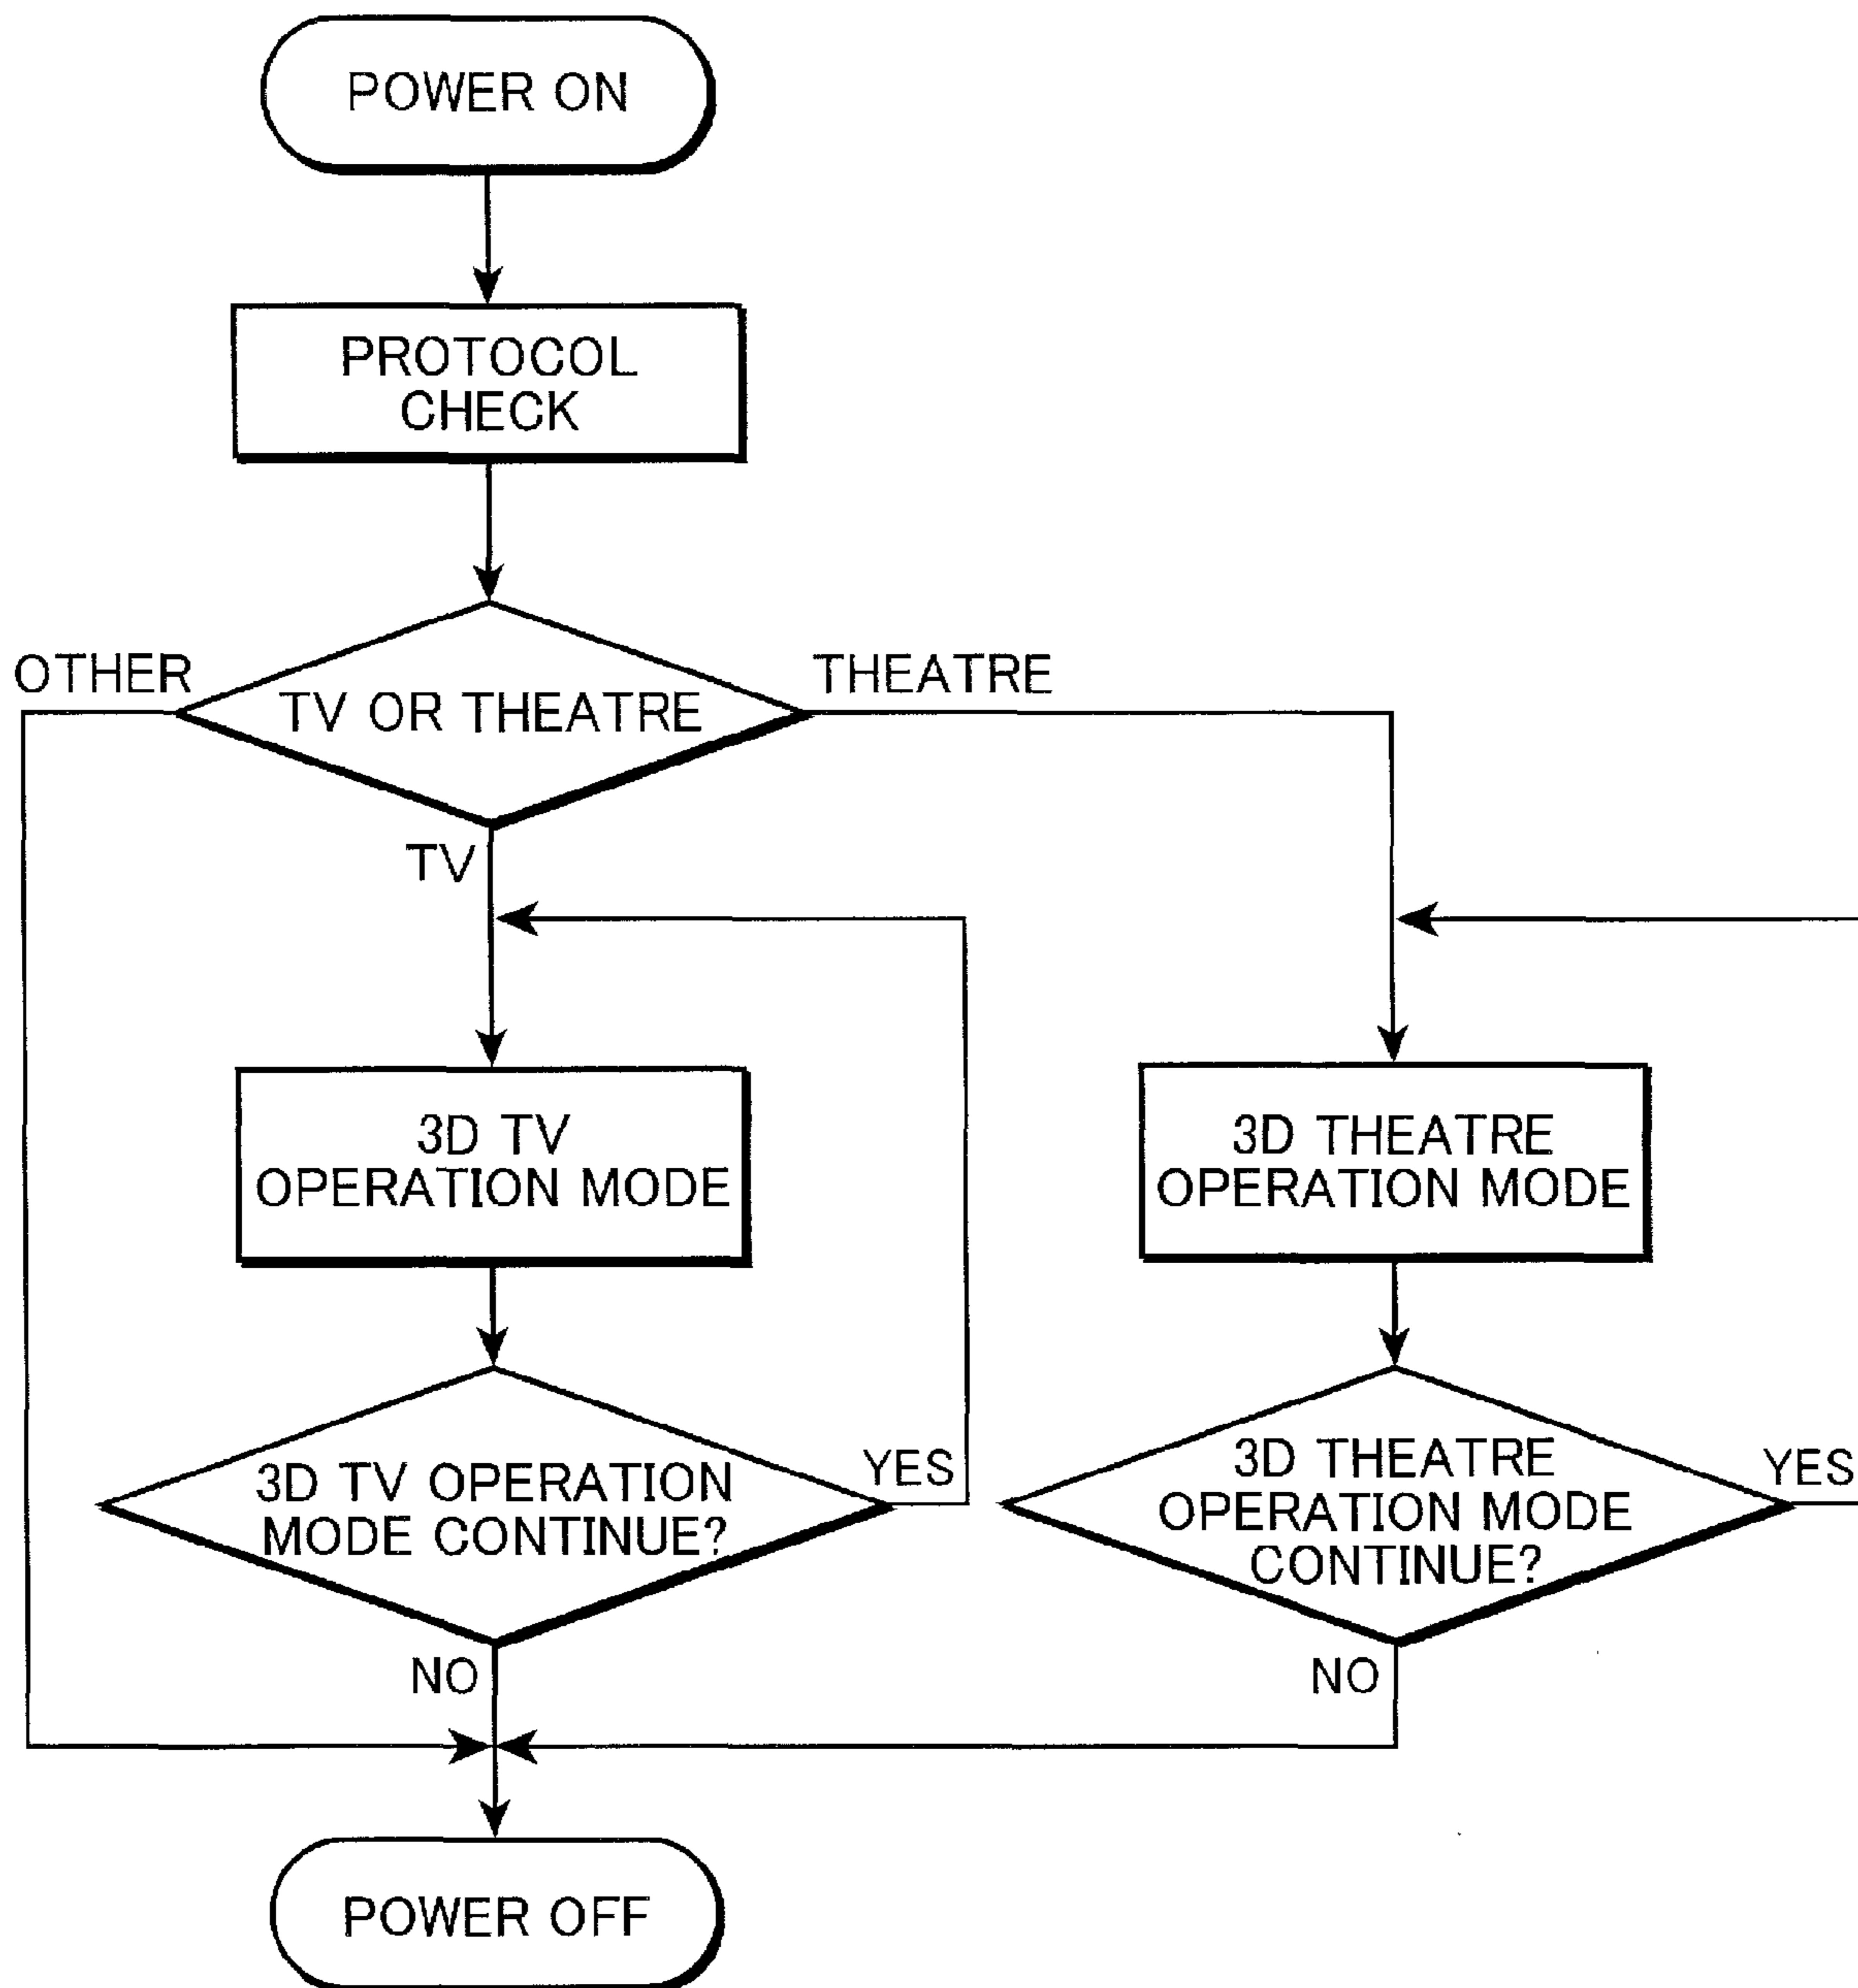 POWER ON
PROTOCOL
CHECK
OTHER
TV OR THEATRE
THEATRE
TV
3D TV
OPERATION MODE
3D THEATRE
OPERATION MODE
3D TV OPERATION
MODE CONTINUE?
YES
3D THEATRE
OPERATION MODE
CONTINUE?
YES
NO
NO
POWER OFF